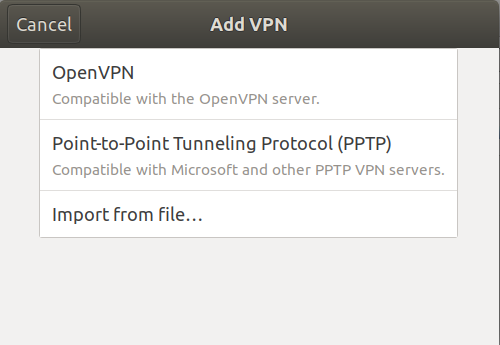 Cancel
Add VPN
OpenVPN
Compatible with the OpenVPN server.
Point-to-Point Tunneling Protocol (PPTP)
Compatible with Microsoft and other PPTP VPN servers.
Import from file…